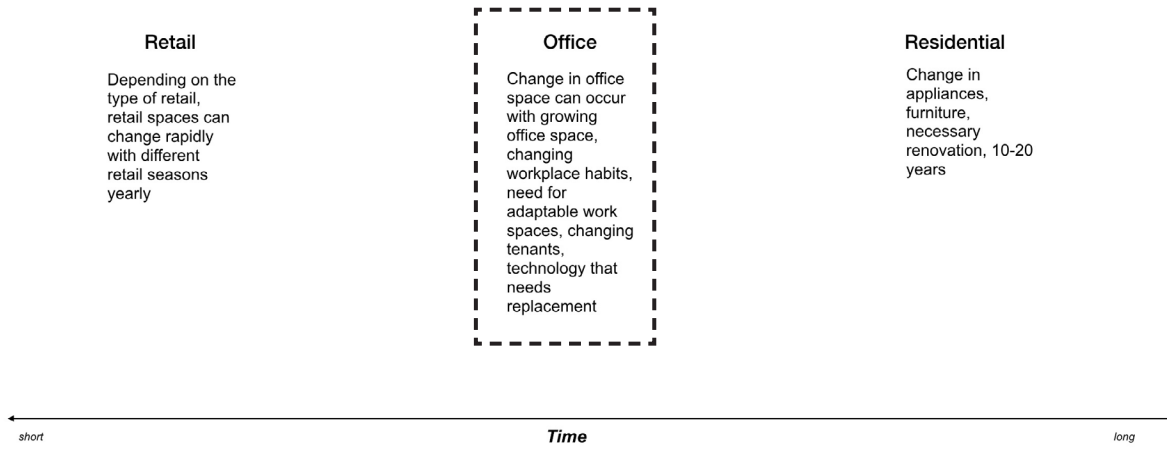 Retail
Depending on the
type of retail,
retail spaces can
change rapidly
with different
retail seasons
yearly
Office
Change in office
space can occur
with growing
office space,
changing
workplace habits,
need for
adaptable work
spaces, changing
tenants,
technology that
needs
replacement
Residential
Change in
appliances,
furniture,
necessary
renovation, 10-20
years
short
Time
long